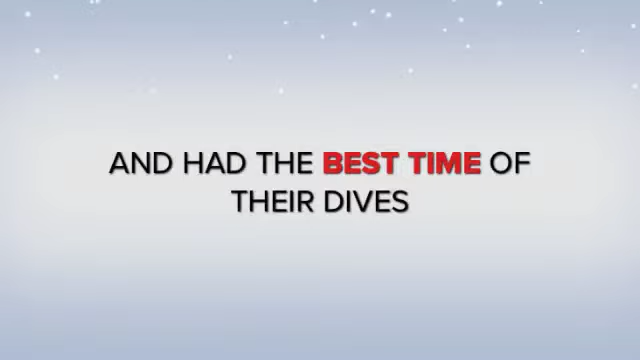 AND HAD THE BEST TIME OF
THEIR DIVES